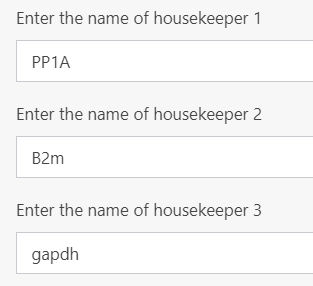 Enter the name of housekeeper 1
PP1A
Enter the name of housekeeper 2
B2m
Enter the name of housekeeper 3
gapdh